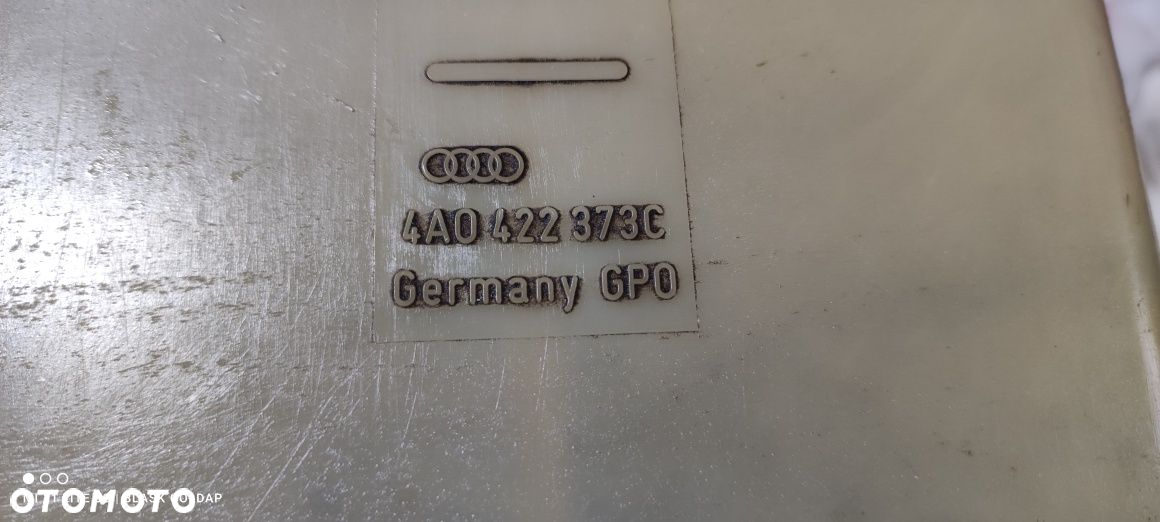 4A0 422 373C
Germany GPO
OTOMOTO